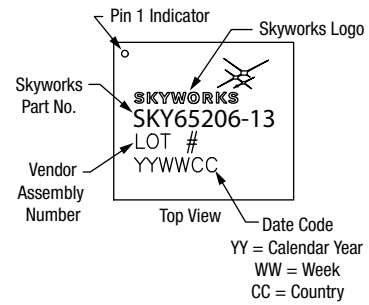 Pin 1 Indicator
Skyworks Logo
Skyworks
Part No.
SKYWORKS
SKY65206-13
LOT #
YYWWCC
Vendor
Assembly
Number
Top View
Date Code
YY = Calendar Year
WW = Week
CC = Country